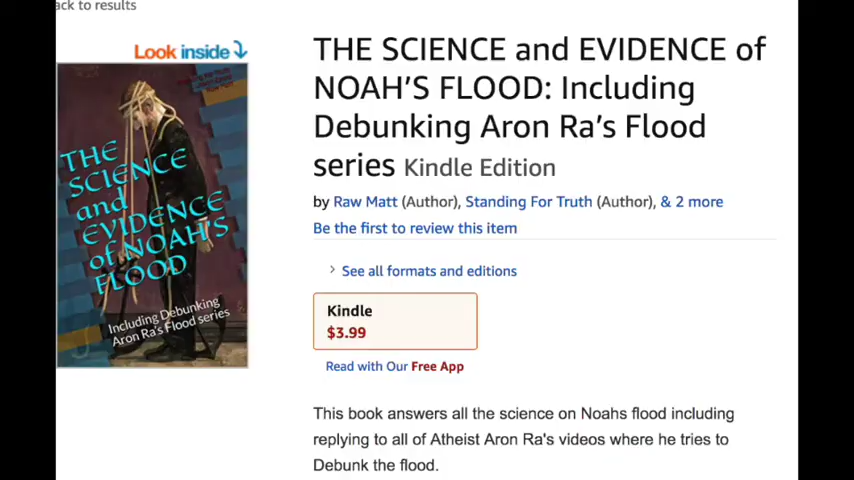 ack to results
Look inside
THE SCIENCE and EVIDENCE of
NOAH'S FLOOD: Including
Debunking Aron Ra's Flood
series Kindle Edition
by Raw Matt (Author), Standing For Truth (Author), & 2 more
Be the first to review this item
See all formats and editions
Kindle
$3.99
Read with Our Free App
This book answers all the science on Noahs flood including
replying to all of Atheist Aron Ra's videos where he tries to
Debunk the flood.
THE
SCIENCE
and
EVIDENCE
of NOAH'S
FLOOD
Including Debunking
Aron Ra's Flood series